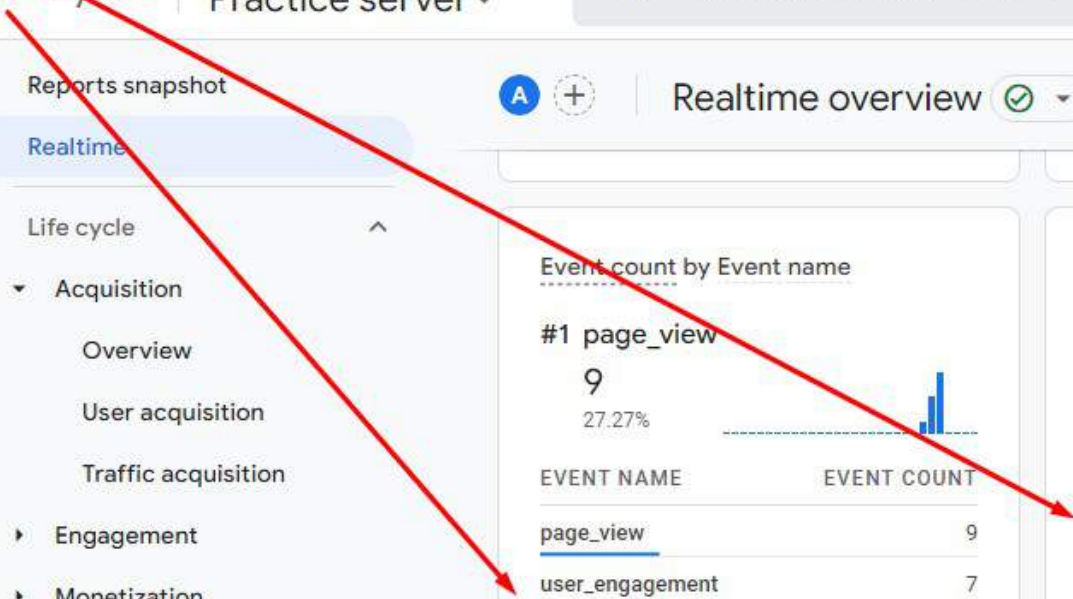 Practice server
Reports snapshot
Realtime
Life cycle
Acquisition
Overview
User acquisition
Traffic acquisition
Engagement
Monetization
A
Realtime overview
Event count by Event name
#1 page_view
9
27.27%
EVENT NAME EVENT COUNT
page_view 9
user_engagement 7